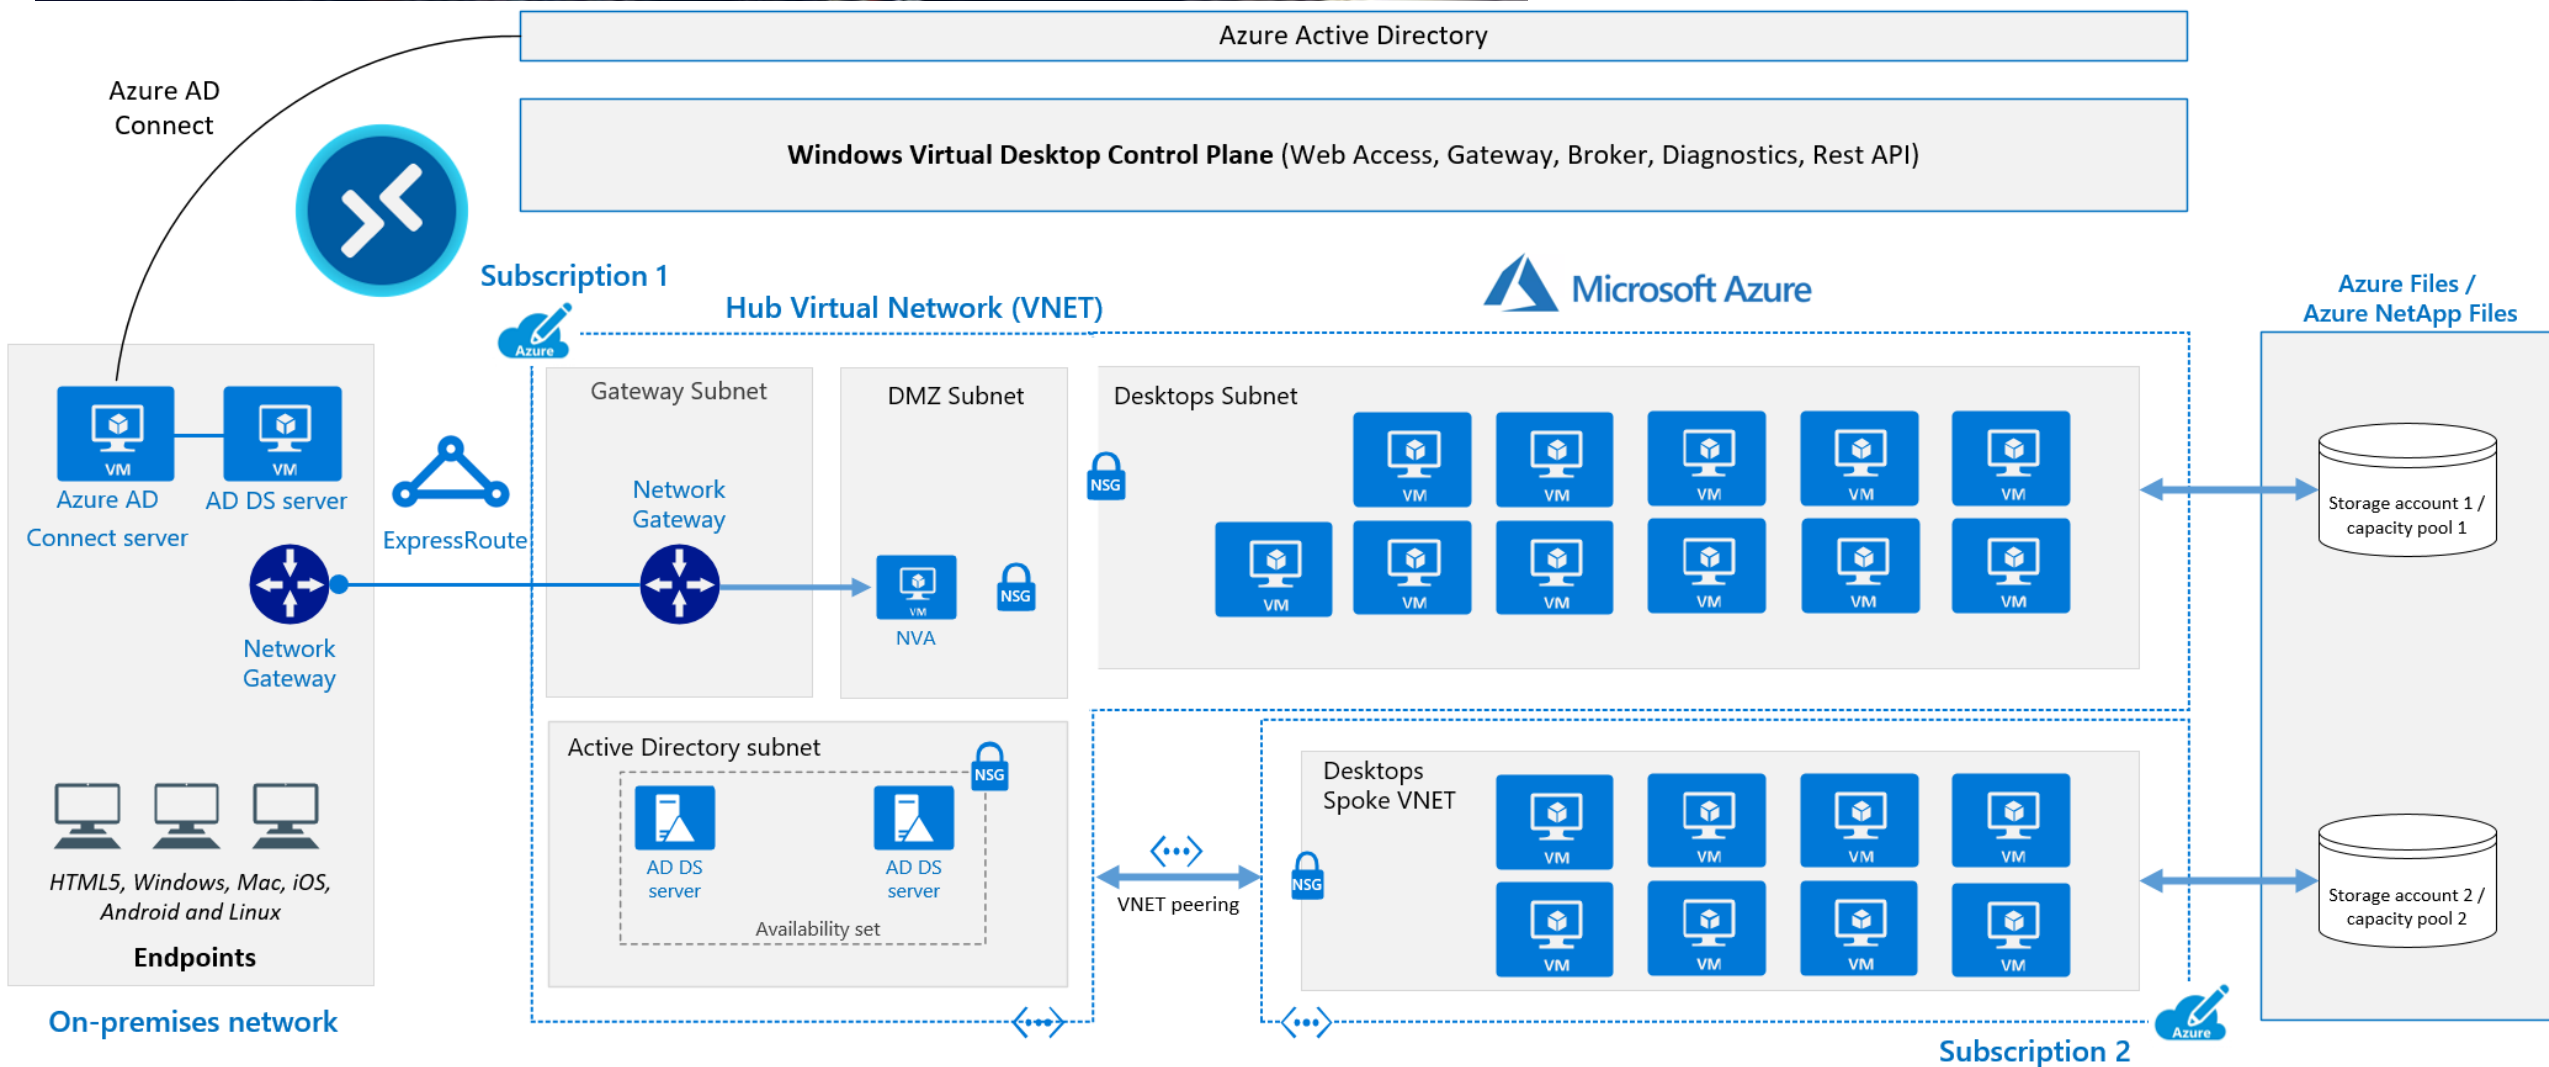 Azure Active Directory
Azure AD
Connect
Windows Virtual Desktop Control Plane (Web Access, Gateway, Broker, Diagnostics, Rest API)
Subscription 1
Azure
Hub Virtual Network (VNET)
Microsoft Azure
Azure Files /
Azure NetApp Files
VM
VM
Azure AD
Connect server
AD DS server
ExpressRoute
Network
Gateway
HTML5, Windows, Mac, iOS,
Android and Linux
Endpoints
On-premises network
Gateway Subnet
Network
Gateway
DMZ Subnet
VM
NVA
NSG
Desktops Subnet
NSG
VM
VM
VM
VM
VM
VM
VM
VM
VM
VM
VM
Storage account 1 /
capacity pool 1
Active Directory subnet
NSG
AD DS
server
AD DS
server
Availability set
VNET peering
Desktops
Spoke VNET
NSG
VM
VM
VM
VM
VM
VM
VM
VM
Storage account 2 /
capacity pool 2
Azure
Subscription 2